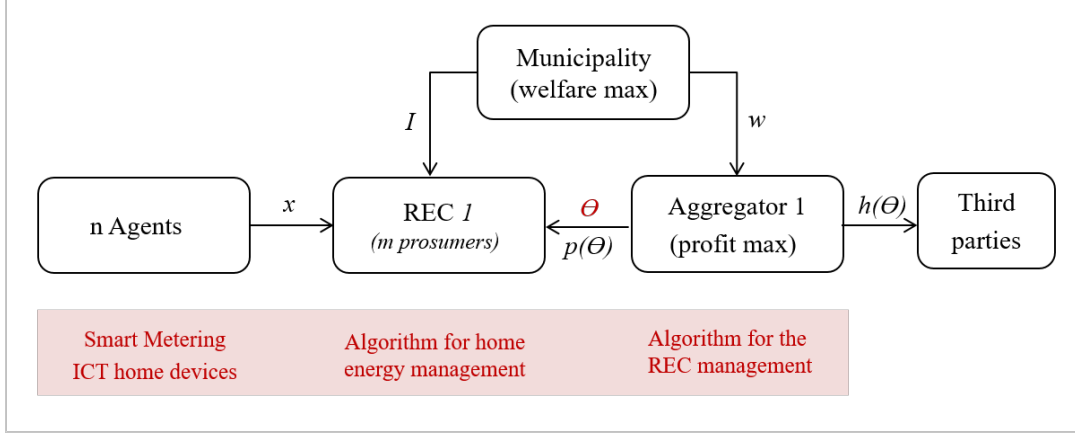 Municipality
(welfare max)
I
w
n Agents
x
REC 1
(m prosumers)
Ɵ
p(Ɵ)
Aggregator 1
(profit max)
h(Ɵ)
Third
parties
Smart Metering
ICT home devices
Algorithm for home
energy management
Algorithm for the
REC management